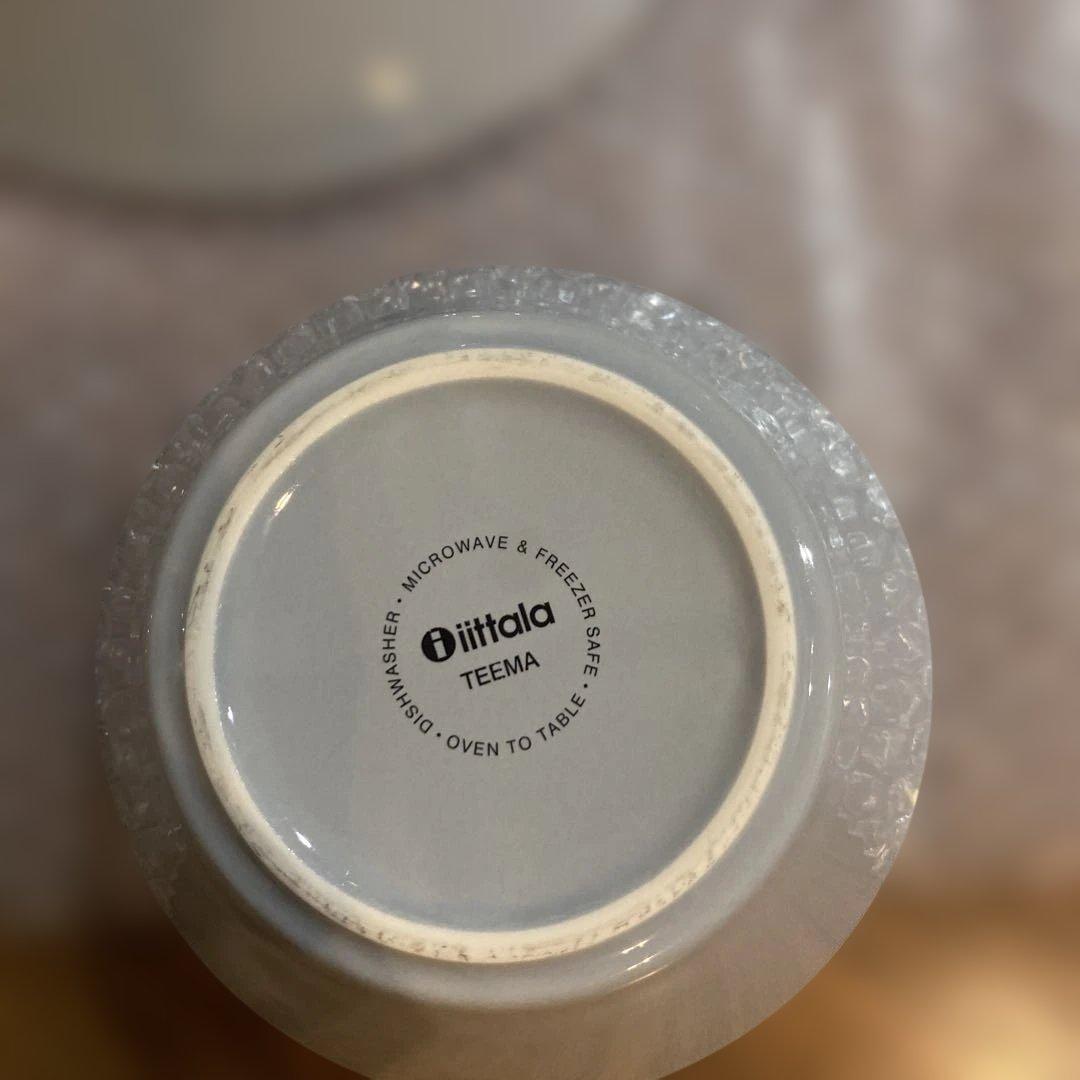 • MICROWAVE & FREEZER SAFE • OVEN TO TABLE • DISHWASHER
iittala
TEEMA